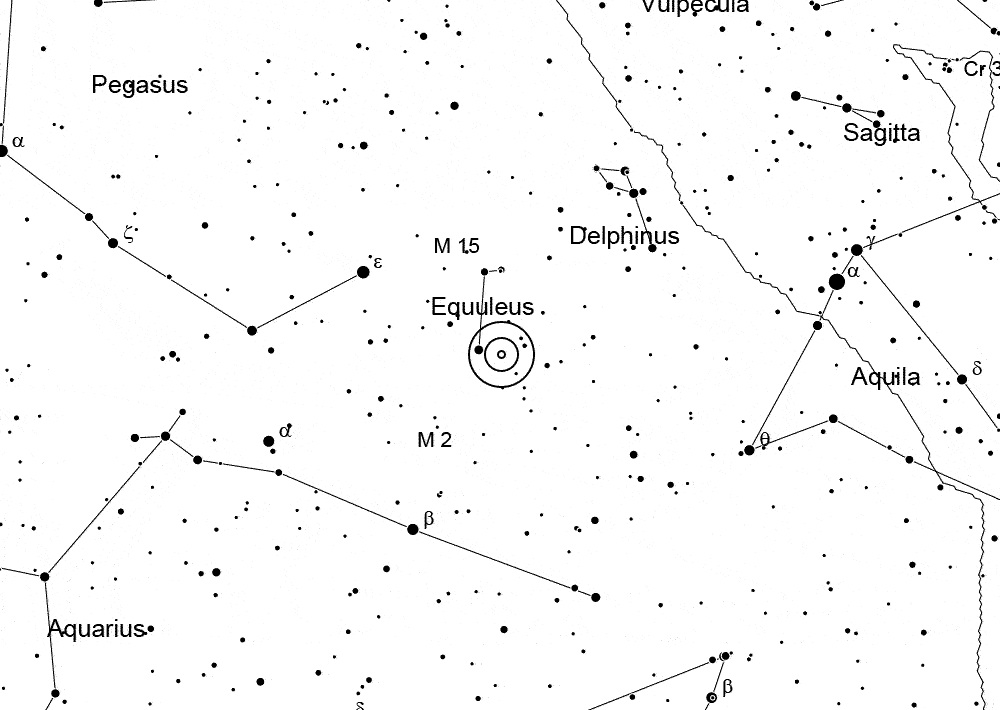 Vulpecula
Cr 3
Pegasus
Sagitta
α
ζ
ε
M 15
Delphinus
γ
α
Equuleus
Aquila
δ
α
M 2
θ
β
Aquarius
β
δ